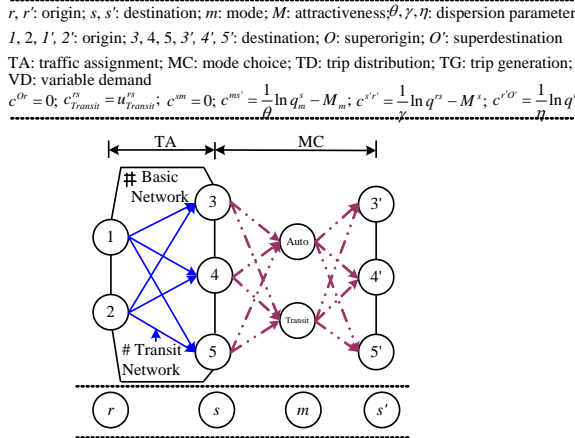 r, r': origin; s, s': destination; m: mode; M: attractiveness; θ, γ, η: dispersion parameter
1, 2, 1', 2': origin; 3, 4, 5, 3', 4', 5': destination; O: superorigin; O': superdestination
TA: traffic assignment; MC: mode choice; TD: trip distribution; TG: trip generation;
VD: variable demand
c^{Or} = 0; c^{rs}_{Transit} = u^{rs}_{Transit}; c^{sm} = 0; c^{ms'} = \frac{1}{θ} ln q^s_m − M_m; c^{s'r'} = \frac{1}{γ} ln q^{rs} − M^s; c^{r'O'} = \frac{1}{η} ln q
TA MC
# Basic
Network
3 3'
1 Auto
4 4'
2 Transit
# Transit
5 5'
Network
r s m s'